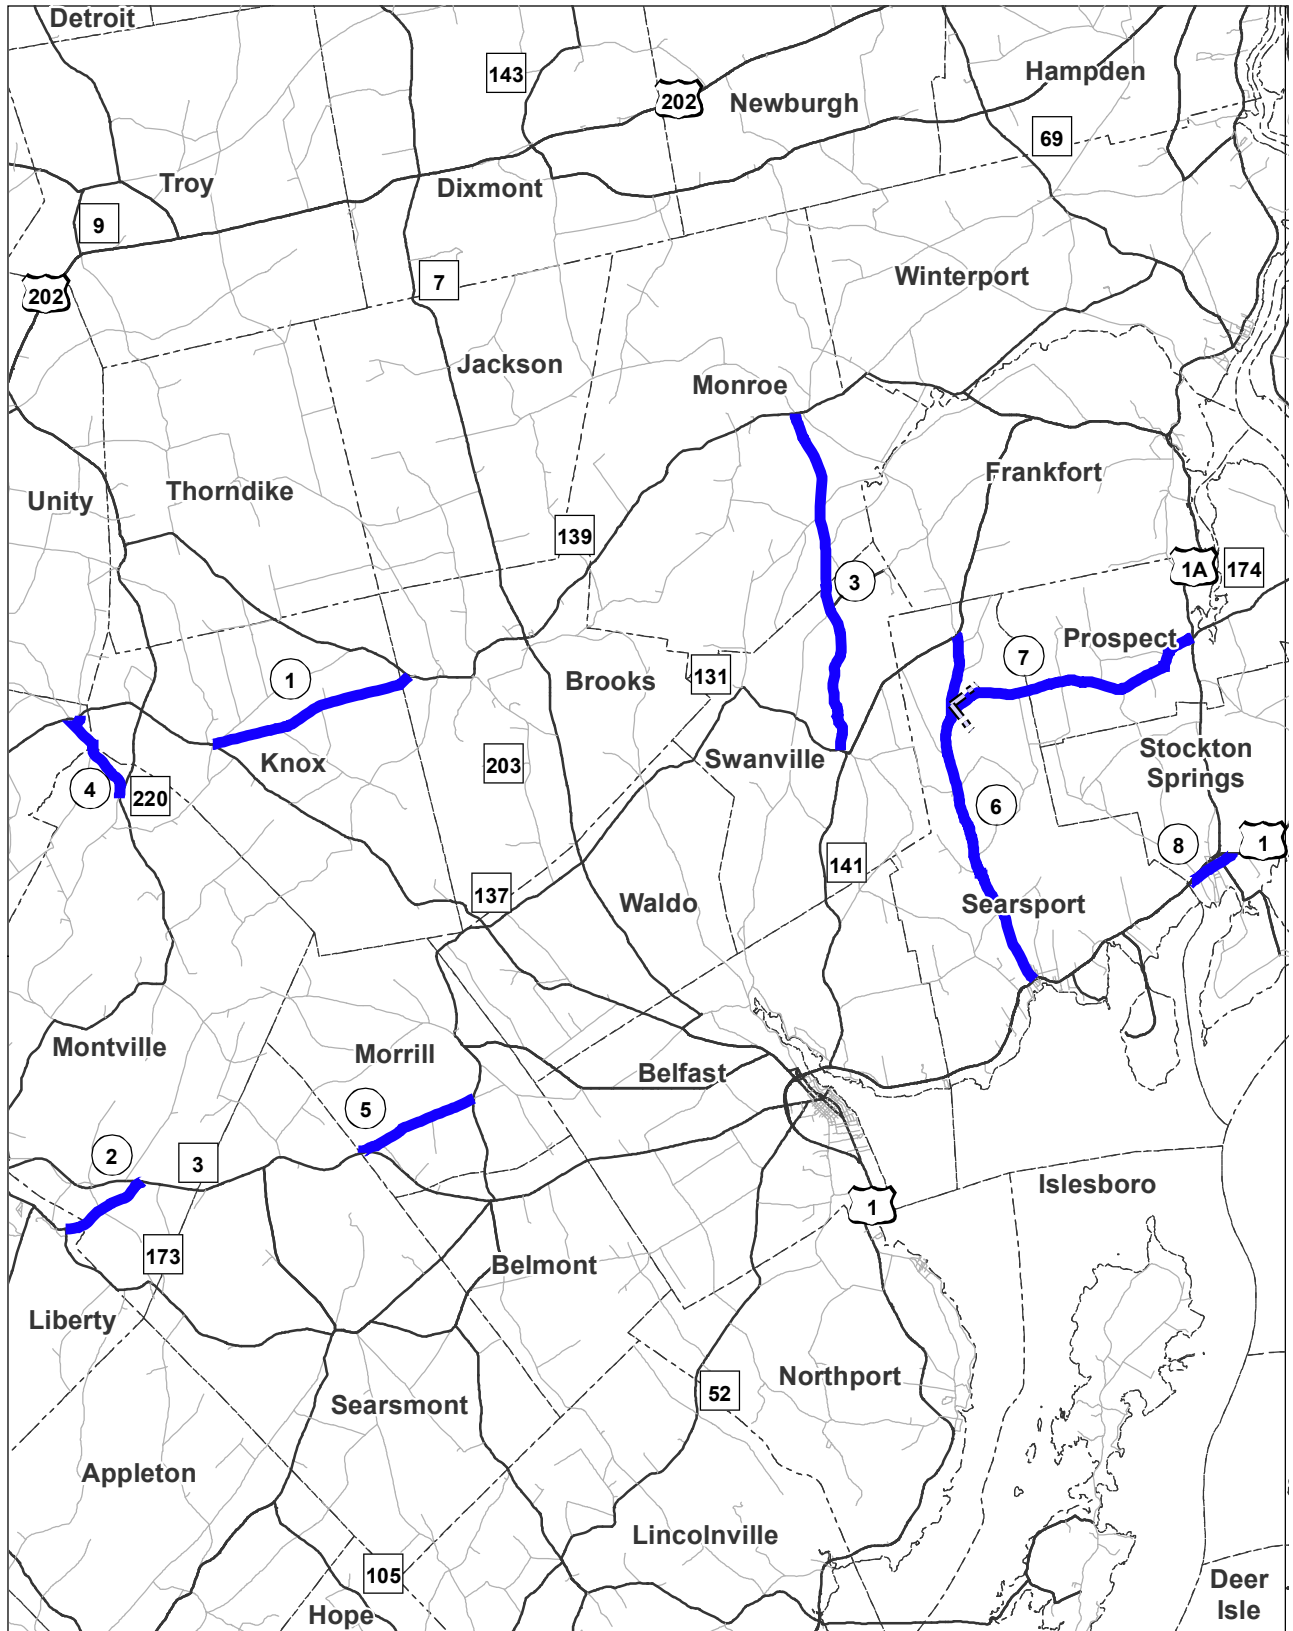 Detroit
143
202
Newburgh
Hampden
69
Troy
Dixmont
9
7
202
Winterport
Jackson
Monroe
Unity
Thorndike
Frankfort
139
1A
174
3
Prospect
7
1
Brooks
131
Knox
203
Swanville
Stockton
Springs
4
220
6
8
1
141
137
Waldo
Searsport
Montville
Morrill
Belfast
5
2
3
Islesboro
1
173
Belmont
Liberty
Northport
52
Searsmont
Appleton
Lincolnville
105
Hope
Deer
Isle